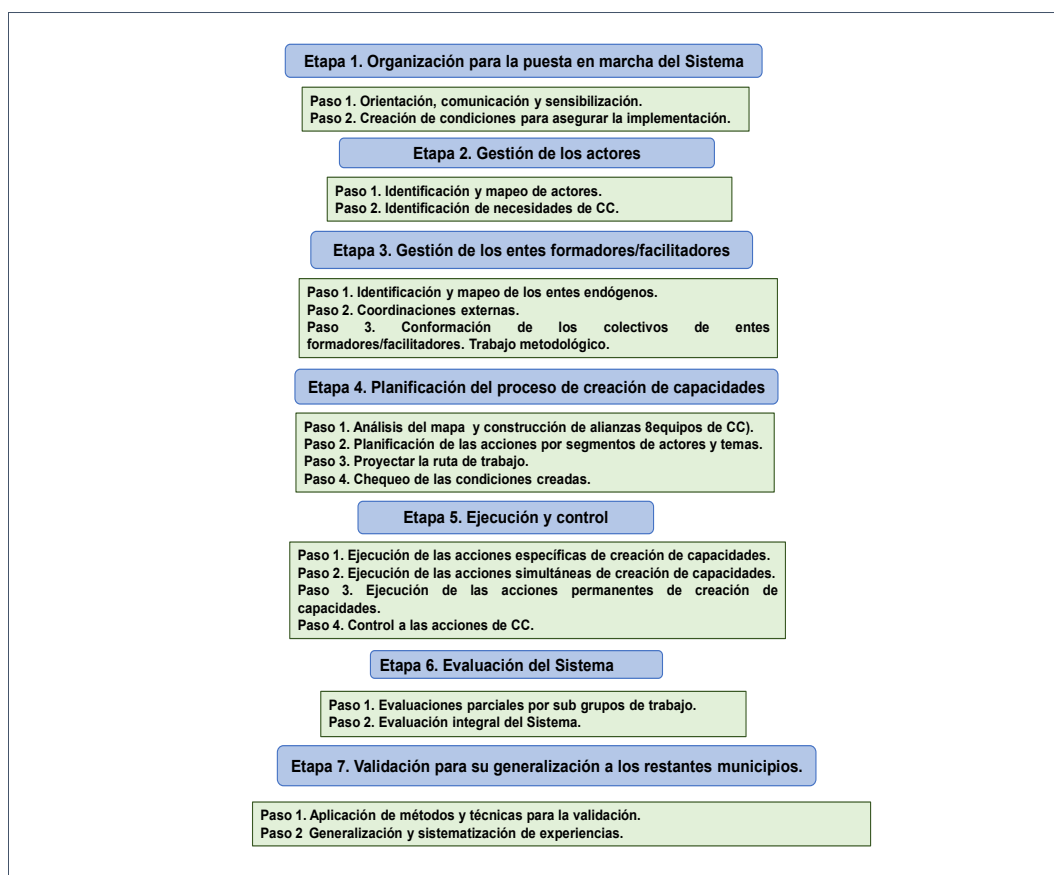 Etapa 1. Organización para la puesta en marcha del Sistema
Paso 1. Orientación, comunicación y sensibilización.
Paso 2. Creación de condiciones para asegurar la implementación.
Etapa 2. Gestión de los actores
Paso 1. Identificación y mapeo de actores.
Paso 2. Identificación de necesidades de CC.
Etapa 3. Gestión de los entes formadores/facilitadores
Paso 1. Identificación y mapeo de los entes endógenos.
Paso 2. Coordinaciones externas.
Paso 3. Conformación de los colectivos de entes
formadores/facilitadores. Trabajo metodológico.
Etapa 4. Planificación del proceso de creación de capacidades
Paso 1. Análisis del mapa y construcción de alianzas 8equipos de CC).
Paso 2. Planificación de las acciones por segmentos de actores y temas.
Paso 3. Proyectar la ruta de trabajo.
Paso 4. Chequeo de las condiciones creadas.
Etapa 5. Ejecución y control
Paso 1. Ejecución de las acciones específicas de creación de capacidades.
Paso 2. Ejecución de las acciones simultáneas de creación de capacidades.
Paso 3. Ejecución de las acciones permanentes de creación de
capacidades.
Paso 4. Control a las acciones de CC.
Etapa 6. Evaluación del Sistema
Paso 1. Evaluaciones parciales por sub grupos de trabajo.
Paso 2. Evaluación integral del Sistema.
Etapa 7. Validación para su generalización a los restantes municipios.
Paso 1. Aplicación de métodos y técnicas para la validación.
Paso 2 Generalización y sistematización de experiencias.